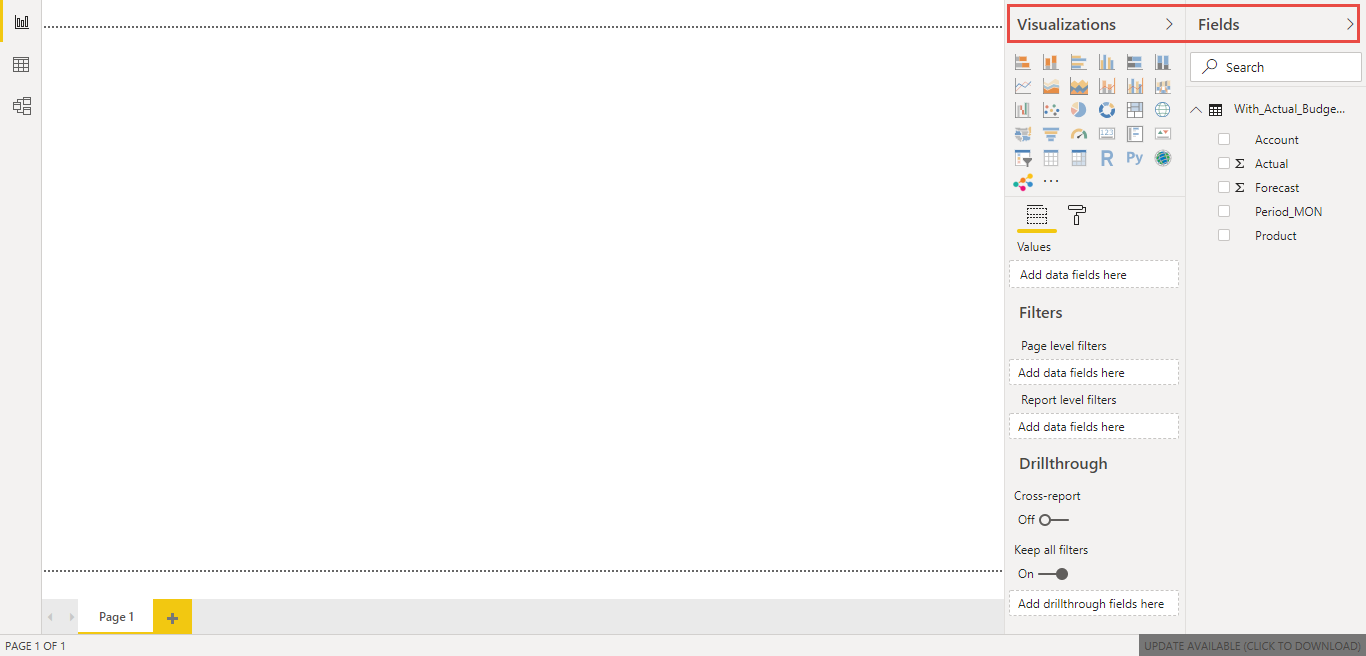 Visualizations
Fields
Search
123
R
Py
...
With_Actual_Budge...
Account
Σ Actual
Σ Forecast
Period_MON
Product
Values
Add data fields here
Filters
Page level filters
Add data fields here
Report level filters
Add data fields here
Drillthrough
Cross-report
Off
Keep all filters
On
Add drillthrough fields here
Page 1
+
PAGE 1 OF 1
UPDATE AVAILABLE (CLICK TO DOWNLOAD)